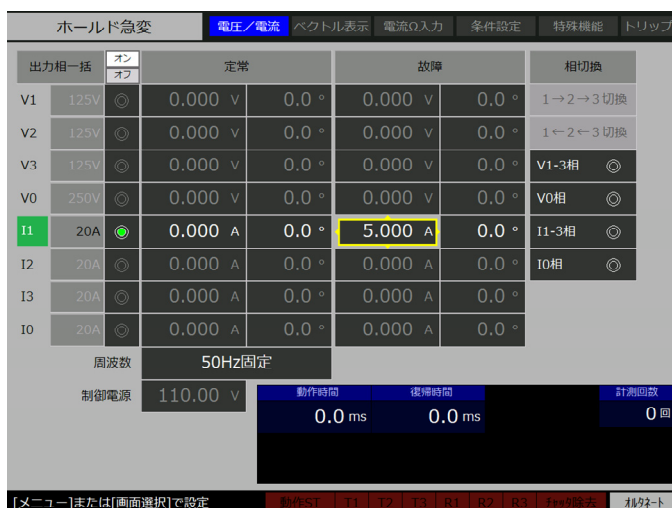 ホールド急変 電圧／電流 ベクトル表示 電流Ω入力 条件設定 特殊機能 トリップ
出力相一括 オン オフ 定常 故障 相切換
V1 125V 0.000 V 0.0 ° 0.000 V 0.0 ° 1→2→3切換
V2 125V 0.000 V 0.0 ° 0.000 V 0.0 ° 1←2←3切換
V3 125V 0.000 V 0.0 ° 0.000 V 0.0 ° V1-3相
V0 250V 0.000 V 0.0 ° 0.000 V 0.0 ° V0相
I1 20A 0.000 A 0.0 ° 5.000 A 0.0 ° I1-3相
I2 20A 0.000 A 0.0 ° 0.000 A 0.0 ° I0相
I3 20A 0.000 A 0.0 ° 0.000 A 0.0 °
I0 20A 0.000 A 0.0 ° 0.000 A 0.0 °
周波数 50Hz固定
制御電源 110.00 V 動作時間 復帰時間 計測回数
0.0 ms 0.0 ms 0 回
[メニュー]または[画面選択]で設定 動作ST T1 T2 T3 R1 R2 R3 ﾁｬｯﾀ除去 ｵﾙﾀﾈｰﾄ